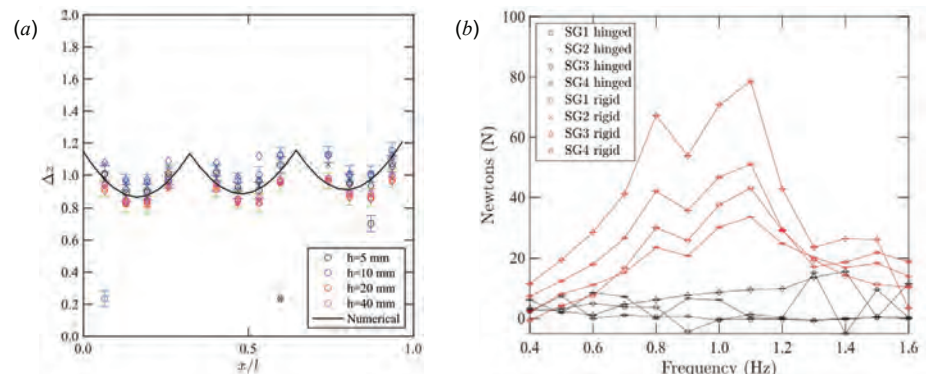 (a)
2.0
1.8
1.6
1.4
1.2
1.0
0.8
0.6
0.4
0.2
0.0
Δz
0.0
0.5
1.0
x/l
h=5 mm
h=10 mm
h=20 mm
h=40 mm
Numerical
(b)
100
80
60
40
20
0
Newtons (N)
SG1 hinged
SG2 hinged
SG3 hinged
SG4 hinged
SG1 rigid
SG2 rigid
SG3 rigid
SG4 rigid
0.4 0.6 0.8 1.0 1.2 1.4 1.6
Frequency (Hz)